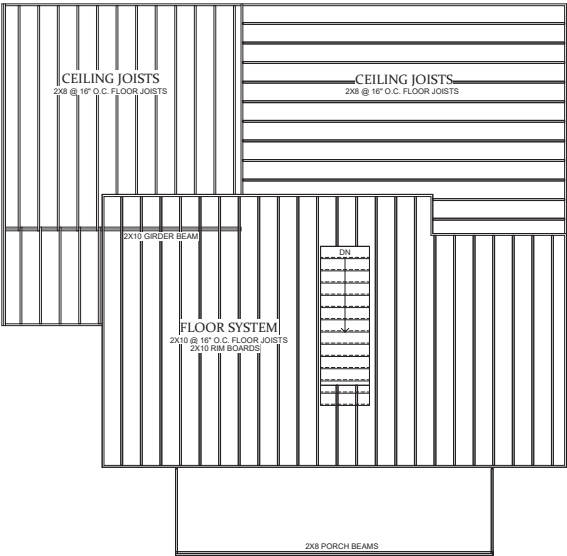 CEILING JOISTS
2X8 @ 16" O.C. FLOOR JOISTS
CEILING JOISTS
2X8 @ 16" O.C. FLOOR JOISTS
2X10 GIRDER BEAM
DN
FLOOR SYSTEM
2X10 @ 16" O.C. FLOOR JOISTS
2X10 RIM BOARDS
2X8 PORCH BEAMS